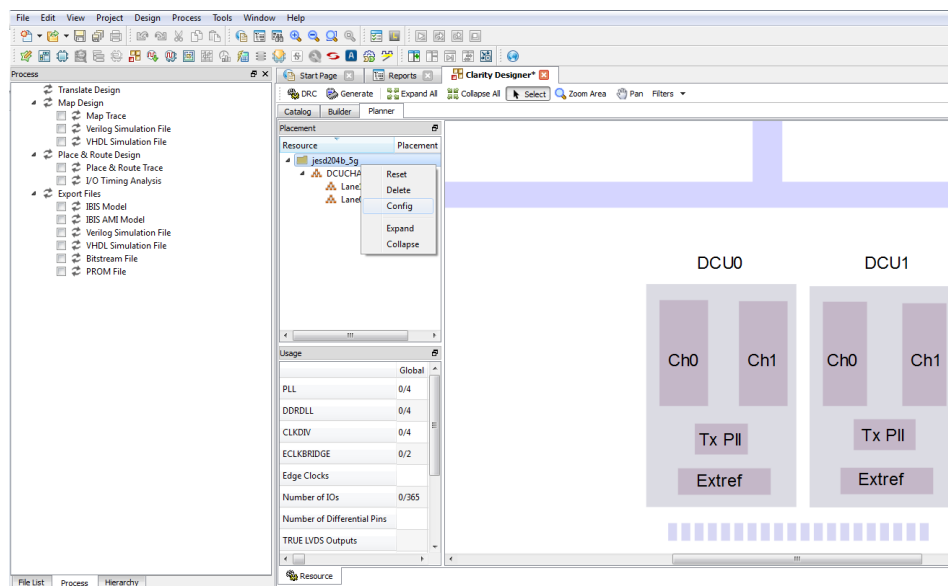 File Edit View Project Design Process Tools Window Help
Process
Start Page Reports Clarity Designer*
DRC Generate Expand All Collapse All Select Zoom Area Pan Filters
Catalog Builder Planner
Translate Design
Map Design
Map Trace
Verilog Simulation File
VHDL Simulation File
Place & Route Design
Place & Route Trace
I/O Timing Analysis
Export Files
IBIS Model
IBIS AMI Model
Verilog Simulation File
VHDL Simulation File
Bitstream File
PROM File
Placement
Resource Placement
jesd204b_5g
DCUCHA
Lane
Lane
Reset
Delete
Config
Expand
Collapse
Usage
Global
PLL 0/4
DDRDLL 0/4
CLKDIV 0/4
ECLKBRIDGE 0/2
Edge Clocks
Number of IOs 0/365
Number of Differential Pins
TRUE LVDS Outputs
Resource
DCU0 DCU1
Ch0 Ch1 Ch0 Ch1
Tx Pll Tx Pll
Extref Extref
File List Process Hierarchy